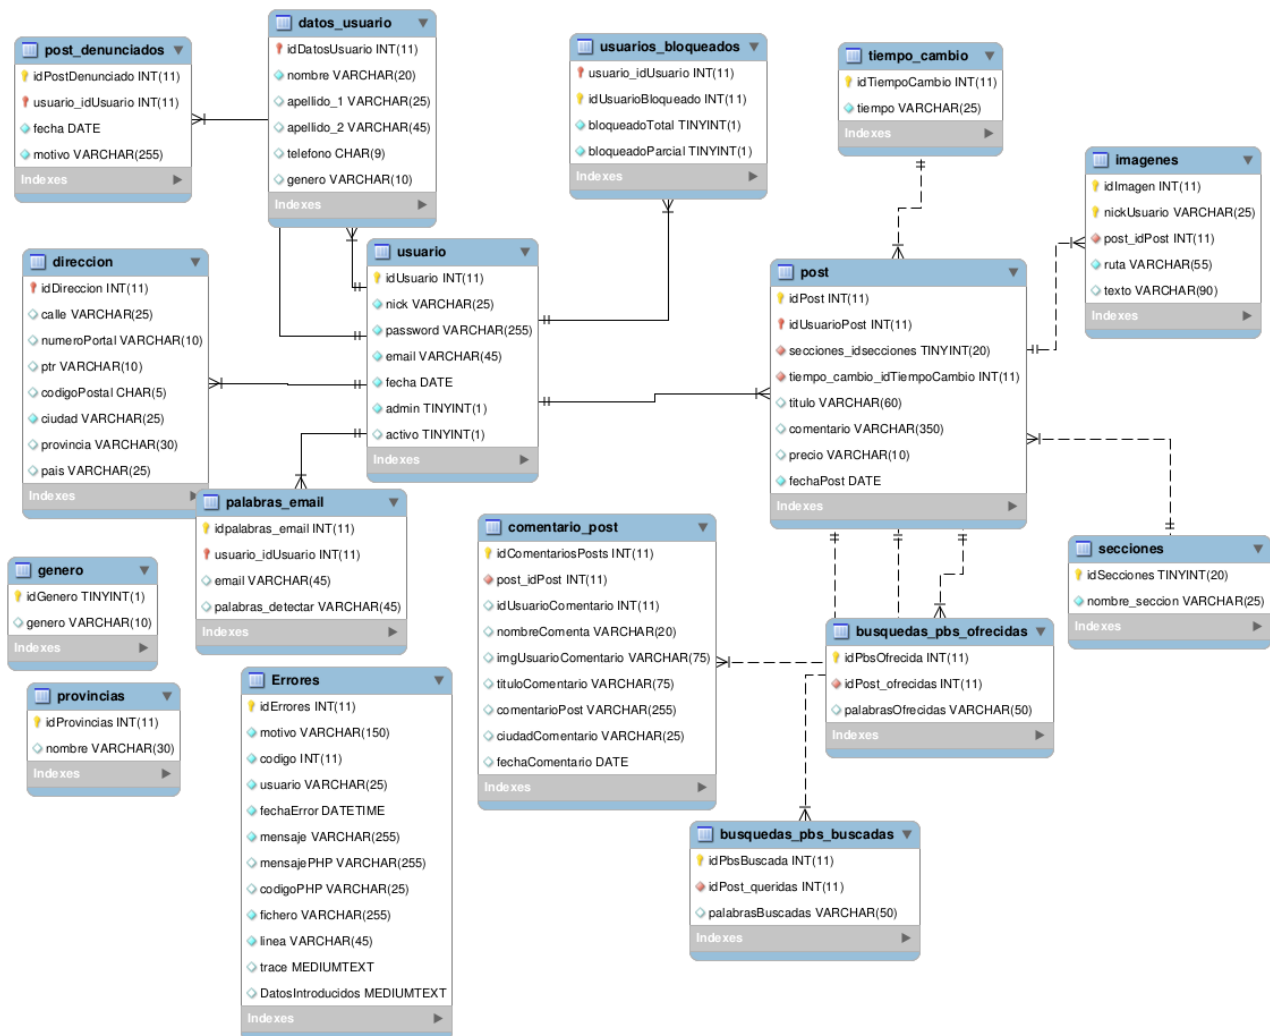 post_denunciados
idPostDenunciado INT(11)
usuario_idUsuario INT(11)
fecha DATE
motivo VARCHAR(255)
Indexes
datos_usuario
idDatosUsuario INT(11)
nombre VARCHAR(20)
apellido_1 VARCHAR(25)
apellido_2 VARCHAR(45)
telefono CHAR(9)
genero VARCHAR(10)
Indexes
usuarios_bloqueados
usuario_idUsuario INT(11)
idUsuarioBloqueado INT(11)
bloqueadoTotal TINYINT(1)
bloqueadoParcial TINYINT(1)
Indexes
tiempo_cambio
idTiempoCambio INT(11)
tiempo VARCHAR(25)
Indexes
imagenes
idImagen INT(11)
nickUsuario VARCHAR(25)
post_idPost INT(11)
ruta VARCHAR(55)
texto VARCHAR(90)
Indexes
direccion
idDireccion INT(11)
calle VARCHAR(25)
numeroPortal VARCHAR(10)
ptr VARCHAR(10)
codigoPostal CHAR(5)
ciudad VARCHAR(25)
provincia VARCHAR(30)
pais VARCHAR(25)
Indexes
usuario
idUsuario INT(11)
nick VARCHAR(25)
password VARCHAR(255)
email VARCHAR(45)
fecha DATE
admin TINYINT(1)
activo TINYINT(1)
Indexes
post
idPost INT(11)
idUsuarioPost INT(11)
secciones_idsecciones TINYINT(20)
tiempo_cambio_idTiempoCambio INT(11)
titulo VARCHAR(60)
comentario VARCHAR(350)
precio VARCHAR(10)
fechaPost DATE
Indexes
palabras_email
idpalabras_email INT(11)
usuario_idUsuario INT(11)
email VARCHAR(45)
palabras_detectar VARCHAR(45)
Indexes
comentario_post
idComentariosPosts INT(11)
post_idPost INT(11)
idUsuarioComentario INT(11)
nombreComenta VARCHAR(20)
imgUsuarioComentario VARCHAR(75)
tituloComentario VARCHAR(75)
comentarioPost VARCHAR(255)
ciudadComentario VARCHAR(25)
fechaComentario DATE
Indexes
secciones
idSecciones TINYINT(20)
nombre_seccion VARCHAR(25)
Indexes
genero
idGenero TINYINT(1)
genero VARCHAR(10)
Indexes
busquedas_pbs_ofrecidas
idPbsOfrecida INT(11)
idPost_ofrecidas INT(11)
palabrasOfrecidas VARCHAR(50)
Indexes
provincias
idProvincias INT(11)
nombre VARCHAR(30)
Indexes
Errores
idErrores INT(11)
motivo VARCHAR(150)
codigo INT(11)
usuario VARCHAR(25)
fechaError DATETIME
mensaje VARCHAR(255)
mensajePHP VARCHAR(255)
codigoPHP VARCHAR(25)
fichero VARCHAR(255)
linea VARCHAR(45)
trace MEDIUMTEXT
DatosIntroducidos MEDIUMTEXT
Indexes
busquedas_pbs_buscadas
idPbsBuscada INT(11)
idPost_queridas INT(11)
palabrasBuscadas VARCHAR(50)
Indexes